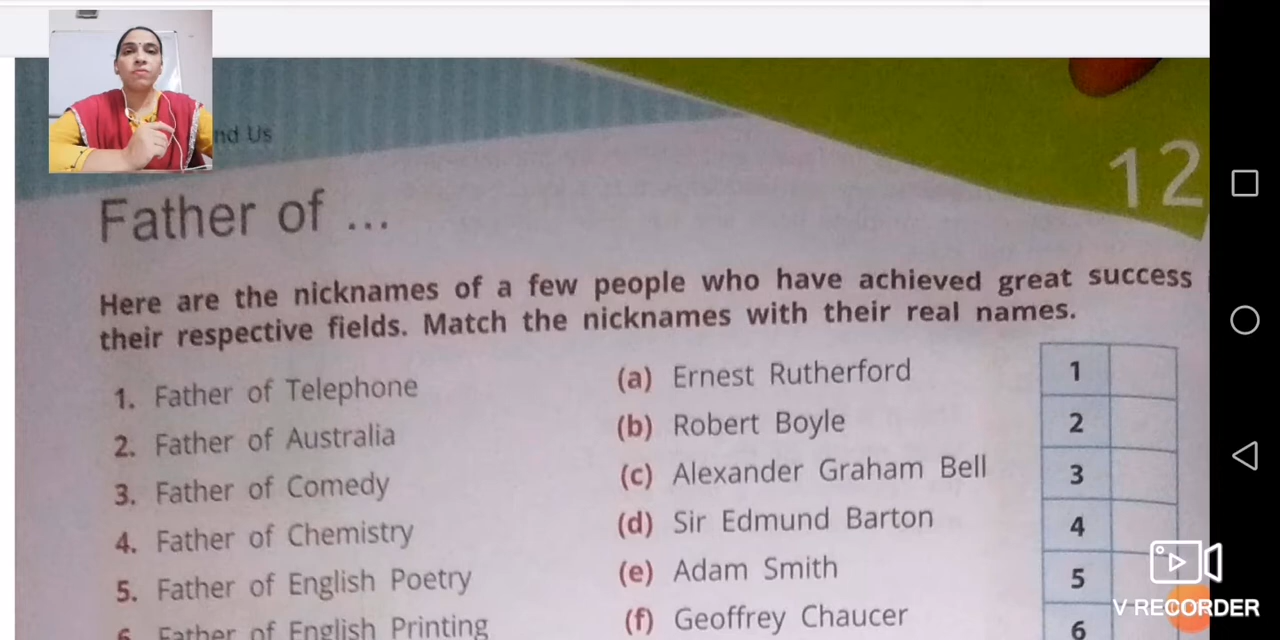 nd Us
12
Father of ...
Here are the nicknames of a few people who have achieved great success
their respective fields. Match the nicknames with their real names.
1. Father of Telephone
2. Father of Australia
3. Father of Comedy
4. Father of Chemistry
5. Father of English Poetry
6. Father of English Printing
(a) Ernest Rutherford
(b) Robert Boyle
(c) Alexander Graham Bell
(d) Sir Edmund Barton
(e) Adam Smith
(f) Geoffrey Chaucer
1
2
3
4
5
6
V RECORDER